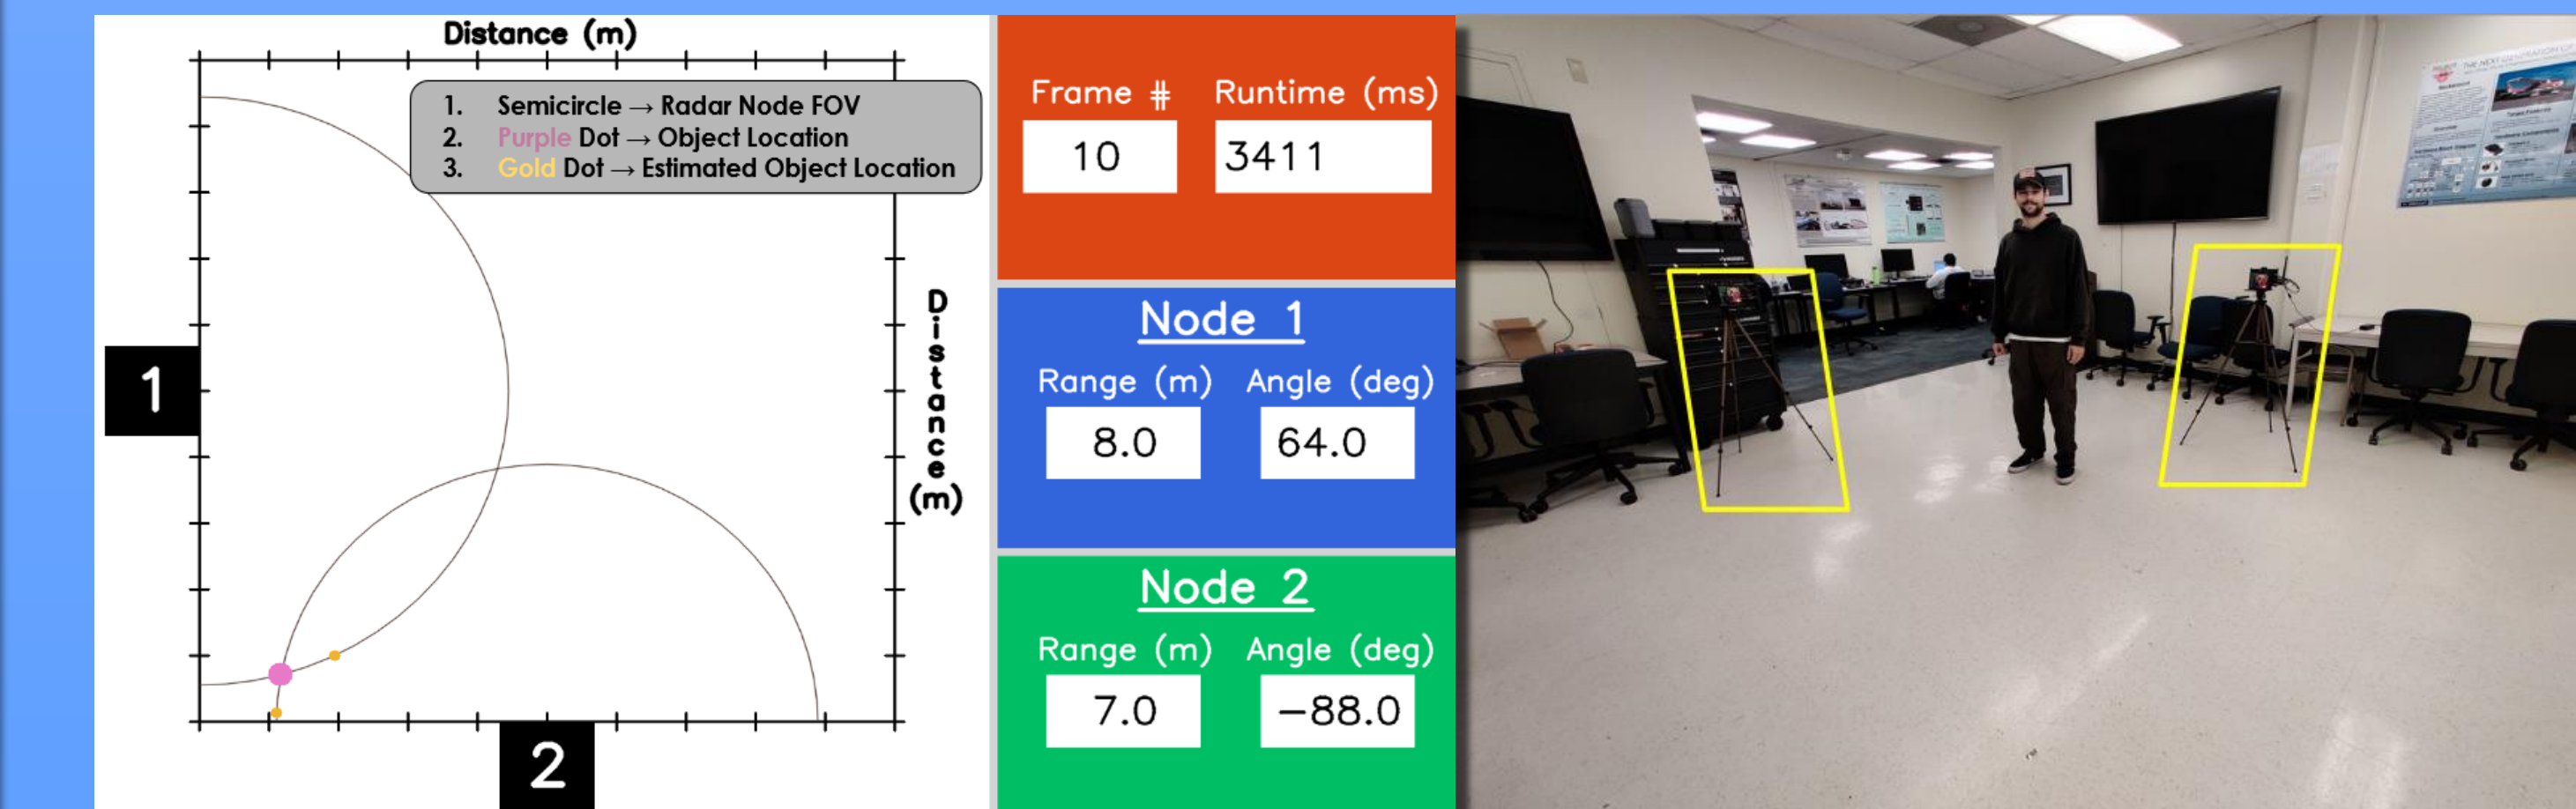 Distance (m)
1. Semicircle → Radar Node FOV
2. Purple Dot → Object Location
3. Gold Dot → Estimated Object Location
Distance (m)
1
2
Frame # Runtime (ms)
10 3411
Node 1
Range (m) Angle (deg)
8.0 64.0
Node 2
Range (m) Angle (deg)
7.0 -88.0